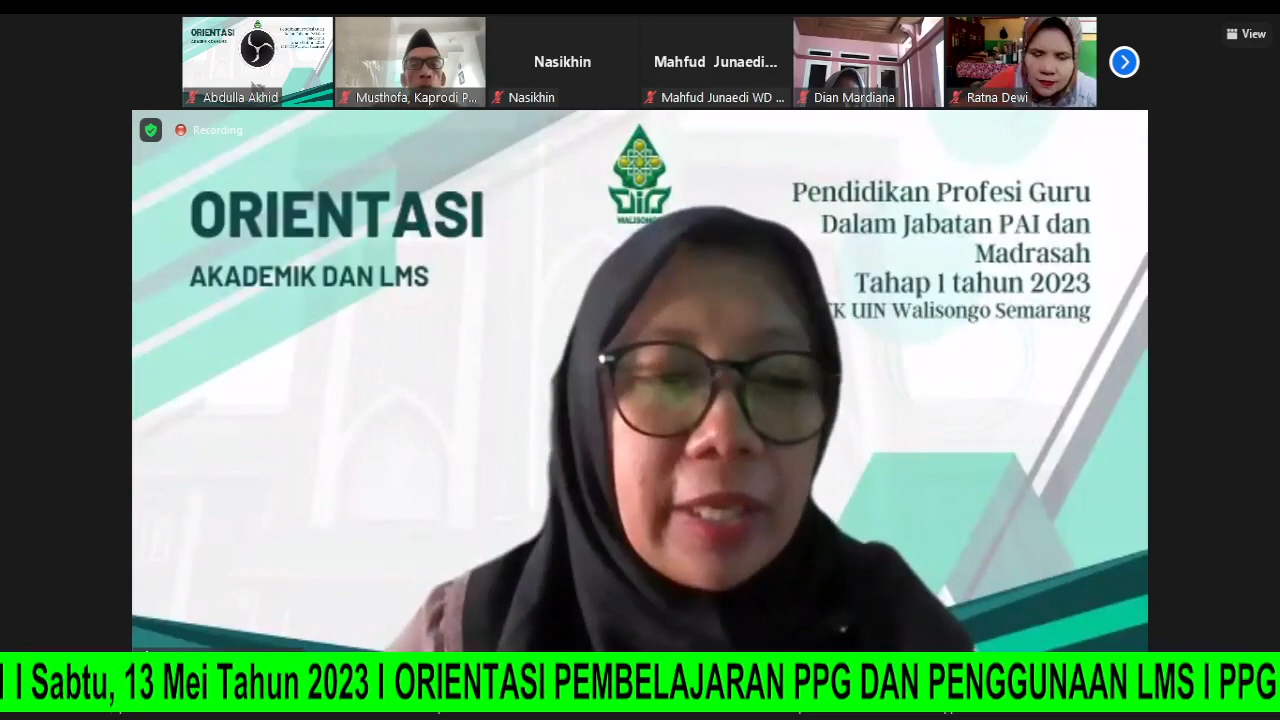 ORIENTASI
View
Abdulla Akhid
Musthofa, Kaprodi P...
Nasikhin
Nasikhin
Mahfud Junaedi...
Mahfud Junaedi WD ...
Dian Mardiana
Ratna Dewi
Recording
ORIENTASI
AKADEMIK DAN LMS
WALISONGO
Pendidikan Profesi Guru
Dalam Jabatan PAI dan
Madrasah
Tahap 1 tahun 2023
UIN Walisongo Semarang
I Sabtu, 13 Mei Tahun 2023 I ORIENTASI PEMBELAJARAN PPG DAN PENGGUNAAN LMS I PPG